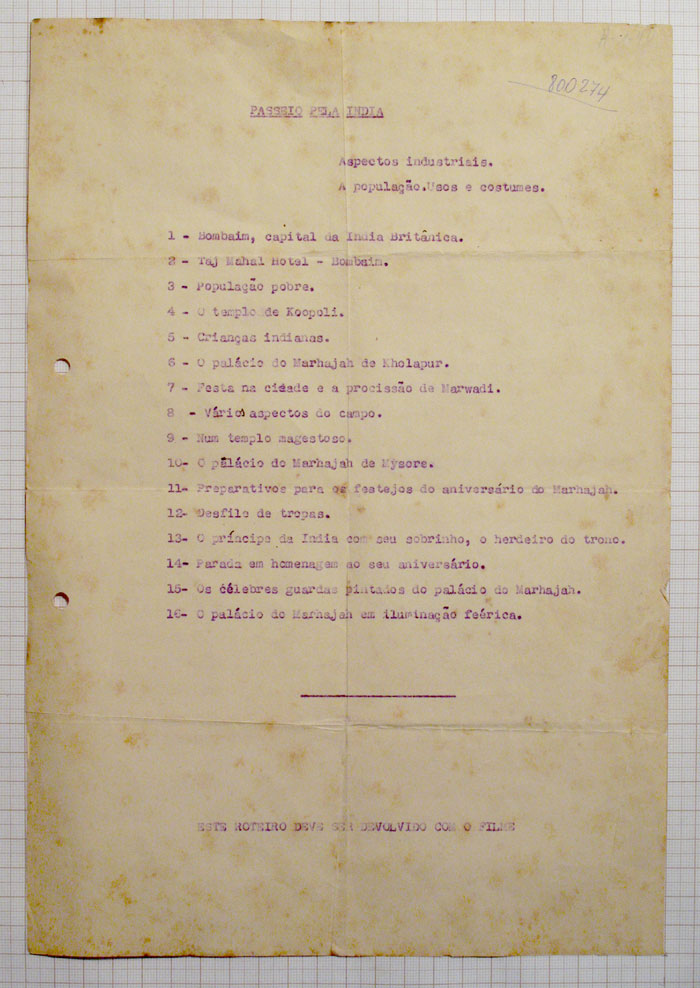 800274
PASSEIO PELA INDIA
Aspectos industriais.
A população.Usos e costumes.
1 - Bombaim, capital da India Británica.
2 - Taj Mahal Hotel - Bombaim.
3 - População pobre.
4 - O templo de Koopoli.
5 - Crianças indianas.
6 - O palácio do Marhajah de Kholapur.
7 - Festa na cidade e a procissão de Marwadi.
8 - Vários aspectos do campo.
9 - Num templo magestoso.
10- O palácio do Marhajah de Mysore.
11- Preparativos para os festejos do aniversário do Marhajah.
12- Desfile de tropas.
13- O príncipe da India com seu sobrinho, o herdeiro do trono.
14- Parada em homenagem ao seu aniversário.
15- Os célebres guardas pintados do palácio do Marhajah.
16- O palácio do Marhajah em iluminação feérica.
ESTE ROTEIRO DEVE SER DEVOLVIDO COM O FILME